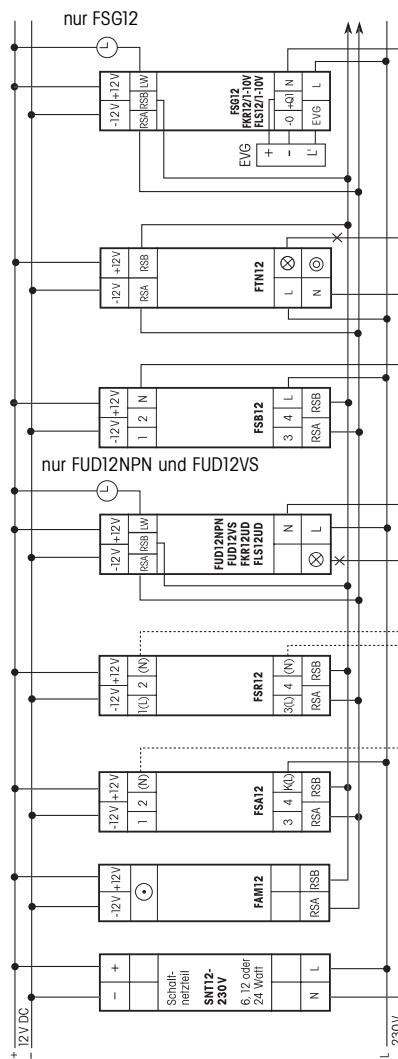 nur FSG12
L
-12V +12V
RSA RSB LW
FSG12
FKR12/1-10V
FLS12/1-10V
-0 +Q1 N
EVG L
EVG
+
−
L'
-12V +12V
RSA RSB
FTN12
L
N
-12V +12V
1 2 N
FSB12
3 4 L
RSA RSB
nur FUD12NPN und FUD12VS
L
-12V +12V
RSA RSB LW
FUD12NPN
FUD12VS
FKR12UD
FLS12UD
N
L
-12V +12V
1(L) 2 (N)
FSR12
3(L) 4 (N)
RSA RSB
-12V +12V
1 2 (N)
FSA12
3 4 K(L)
RSA RSB
-12V +12V
FAM12
RSA RSB
− +
Schalt-
netzteil
SNT12-
230V
6, 12 oder
24 Watt
N L
+
12V DC
−
L
230V